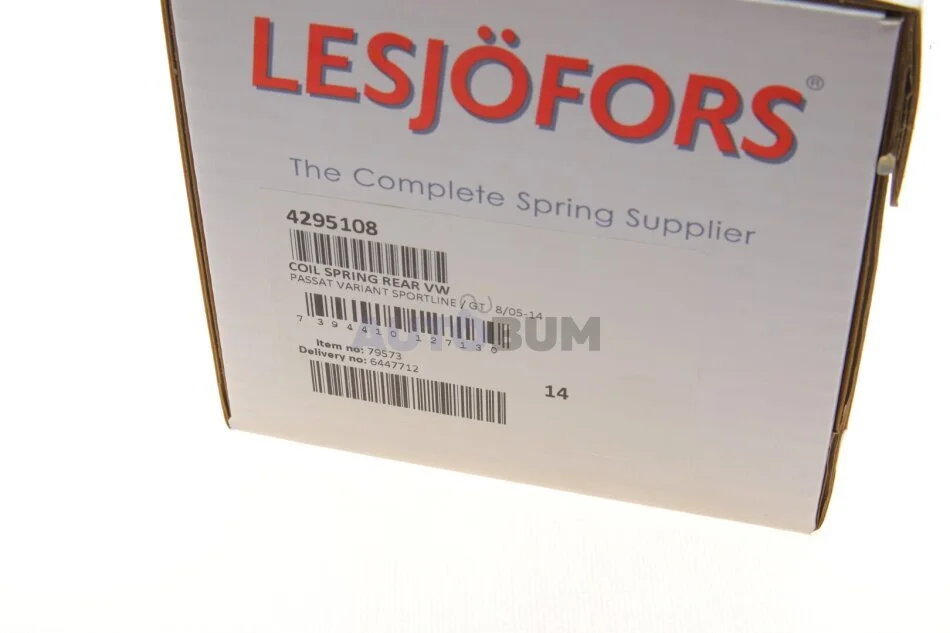 LESJÖFORS®
The Complete Spring Supplier
4295108
COIL SPRING REAR VW
PASSAT VARIANT SPORTLINE / GT 8/05-14
7 394410 127130
AUTOBUM
Item no: 79573
Delivery no: 6447712
14